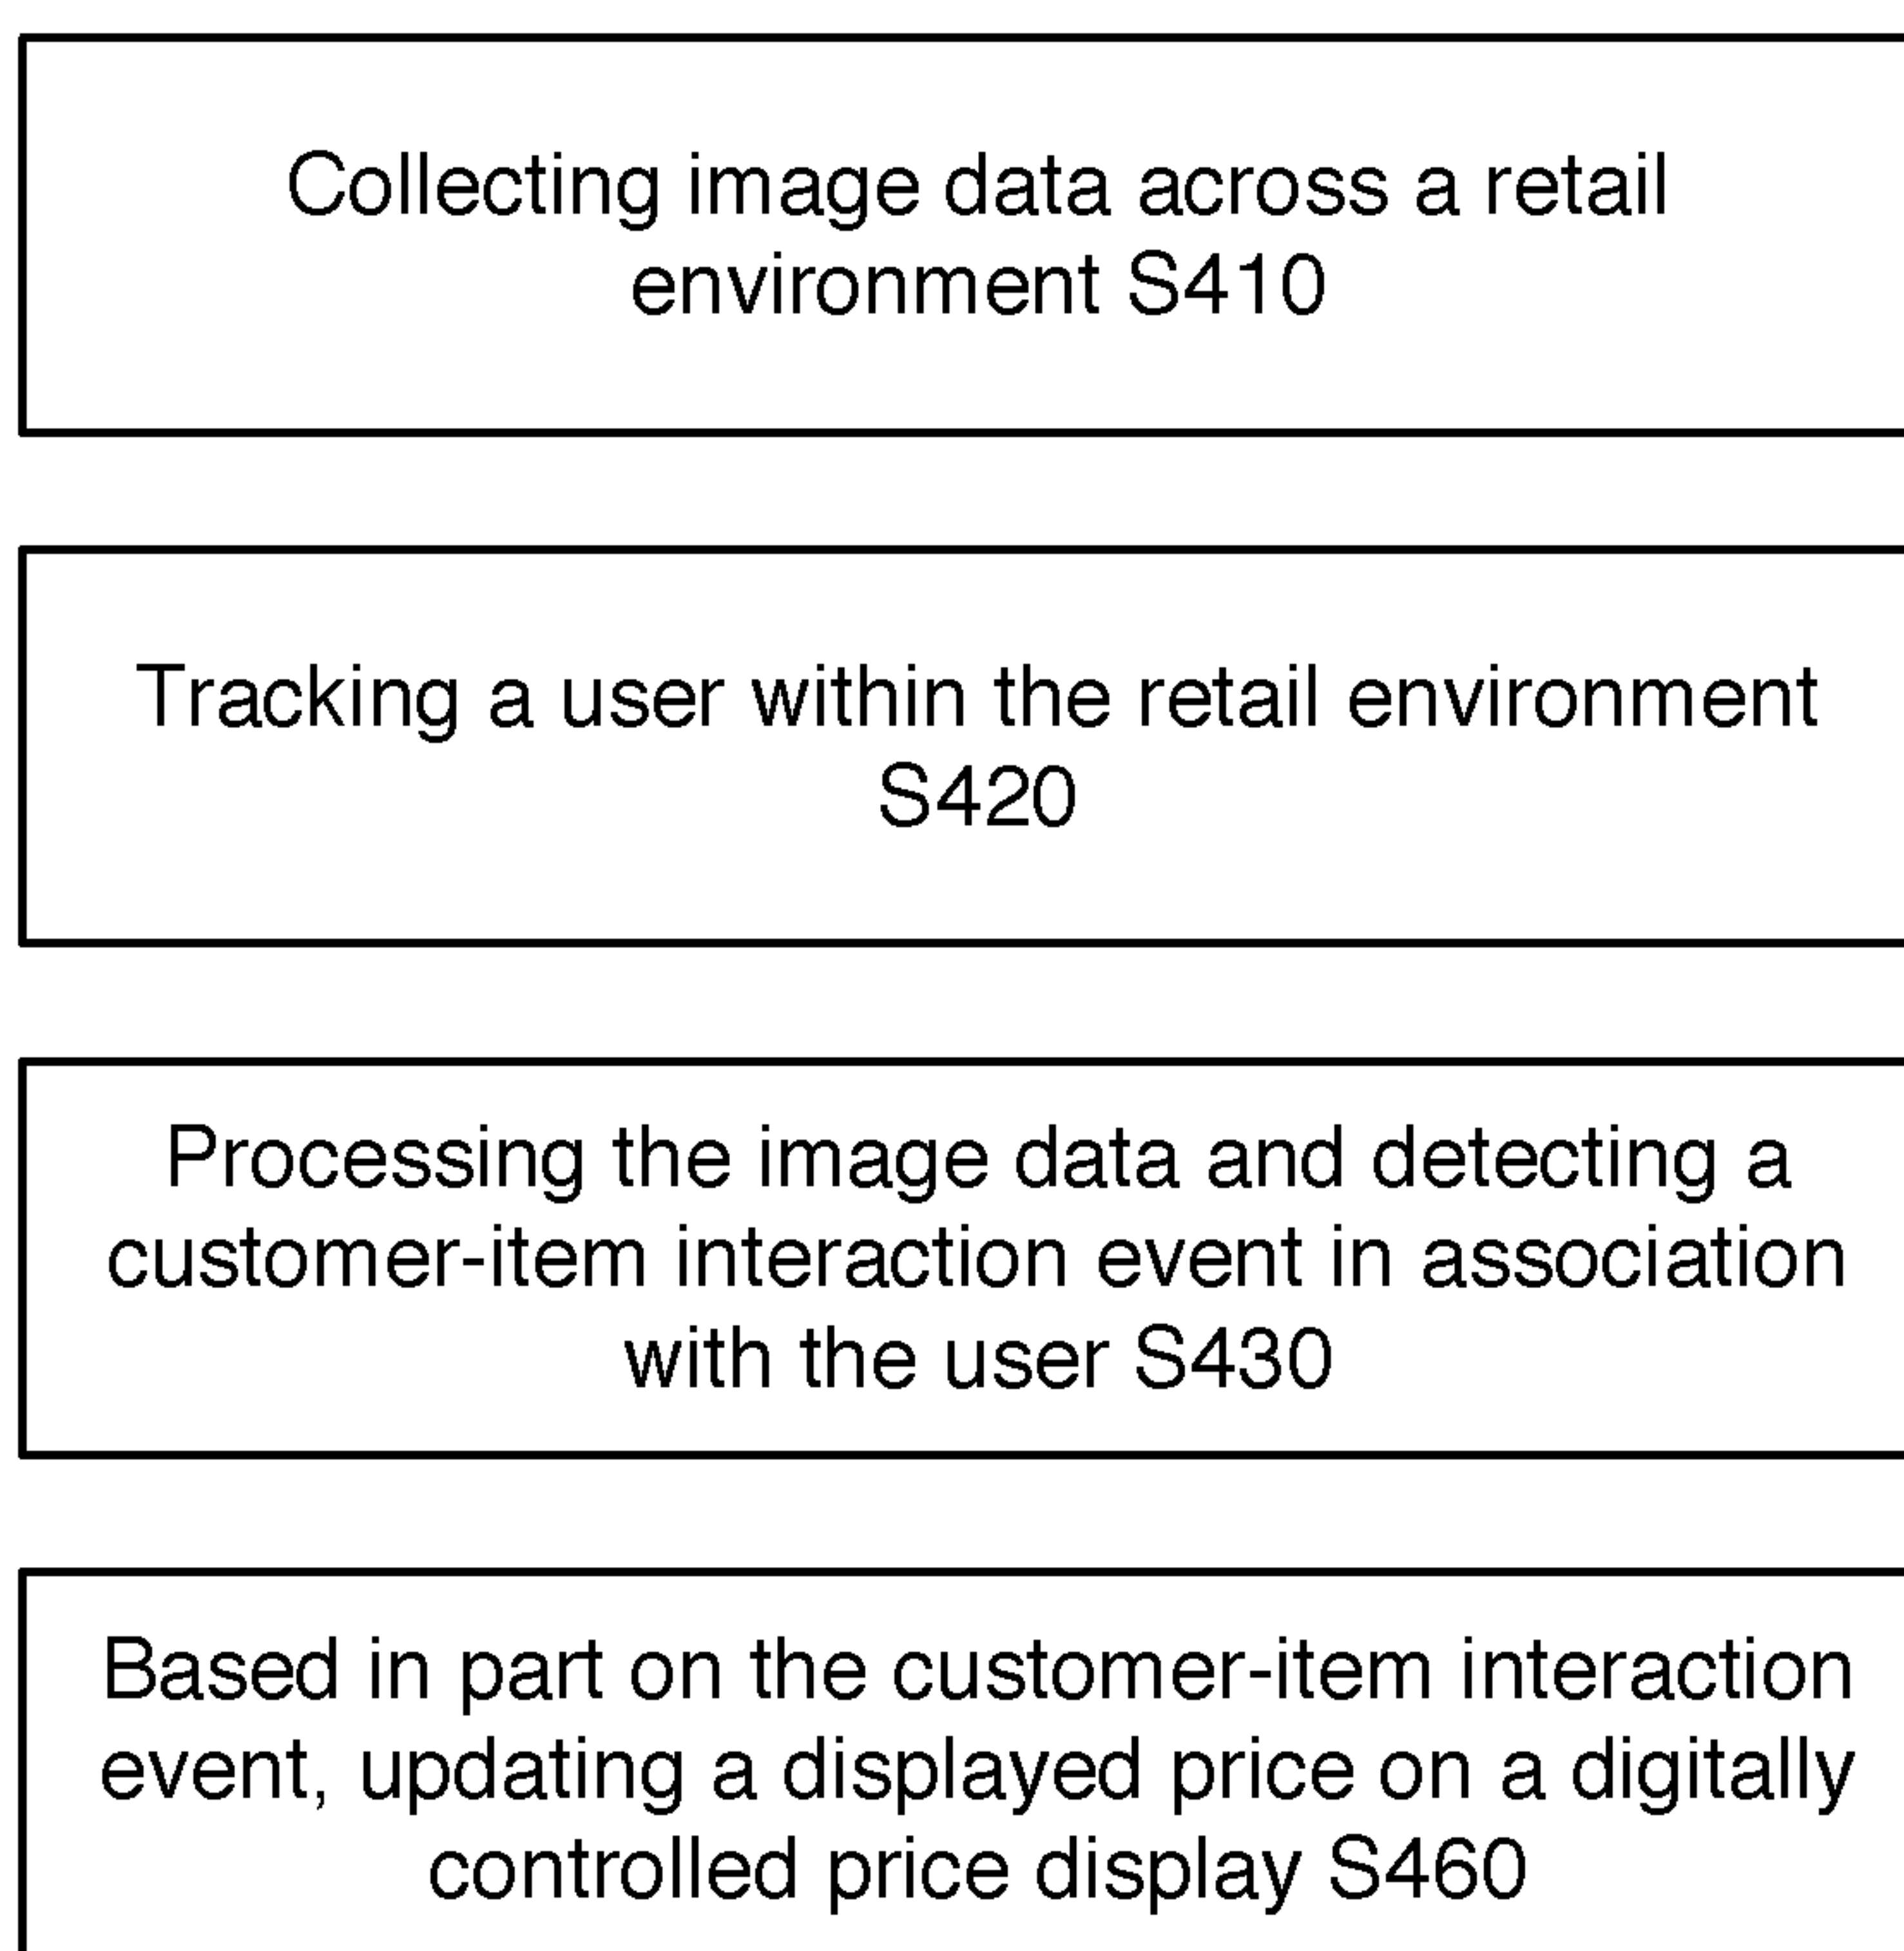 Collecting image data across a retail
environment S410
Tracking a user within the retail environment
S420
Processing the image data and detecting a
customer-item interaction event in association
with the user S430
Based in part on the customer-item interaction
event, updating a displayed price on a digitally
controlled price display S460